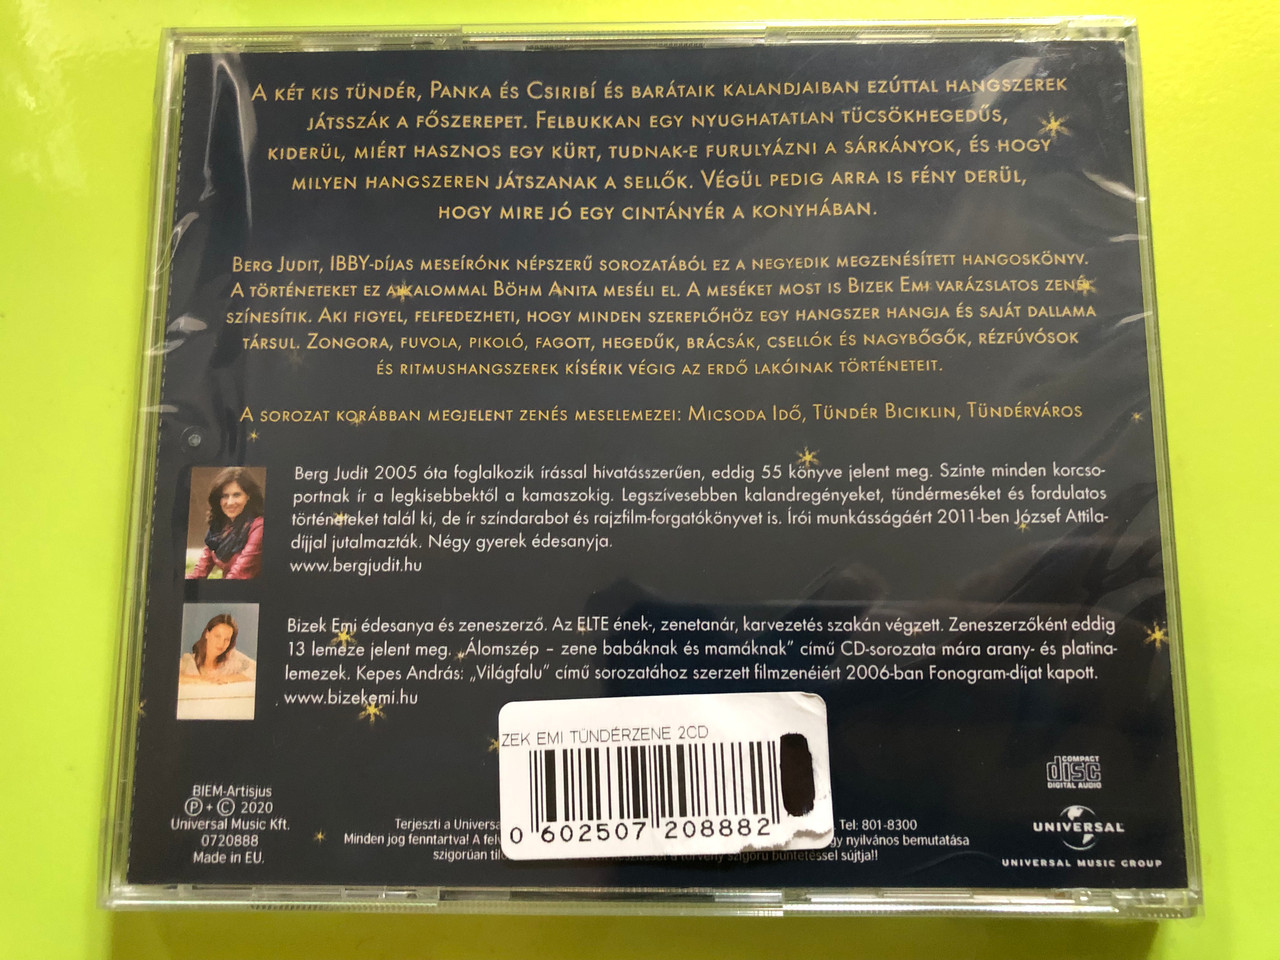 A KÉT KIS TÜNDÉR, PANKA ÉS CSIRIBÍ ÉS BARÁTAIK KALANDJAIBAN EZÚTTAL HANGSZEREK
JÁTSSZÁK A FŐSZEREPET. FELBUKKAN EGY NYUGHATATLAN TÜCSÖKHEGEDŰS,
KIDERÜL, MIÉRT HASZNOS EGY KÜRT, TUDNAK-E FURULYÁZNI A SÁRKÁNYOK, ÉS HOGY
MILYEN HANGSZEREN JÁTSZANAK A SELLŐK. VÉGÜL PEDIG ARRA IS FÉNY DERÜL,
HOGY MIRE JÓ EGY CINTÁNYÉR A KONYHÁBAN.
BERG JUDIT, IBBY-DÍJAS MESEÍRÓNK NÉPSZERŰ SOROZATÁBÓL EZ A NEGYEDIK MEGZENÉSÍTETT HANGOSKÖNYV.
A TÖRTÉNETEKET EZ ALKALOMMAL BÖHM ANITA MESÉLI EL. A MESÉKET MOST IS BIZEK EMI VARÁZSLATOS ZENÉI
SZÍNESÍTIK. AKI FIGYEL, FELFEDEZHETI, HOGY MINDEN SZEREPLŐHÖZ EGY HANGSZER HANGJA ÉS SAJÁT DALLAMA
TÁRSUL. ZONGORA, FUVOLA, PIKOLÓ, FAGOTT, HEGEDŰK, BRÁCSÁK, CSELLÓK ÉS NAGYBŐGŐK, RÉZFÚVÓSOK
ÉS RITMUSHANGSZEREK KÍSÉRIK VÉGIG AZ ERDŐ LAKÓINAK TÖRTÉNETEIT.
A SOROZAT KORÁBBAN MEGJELENT ZENÉS MESELEMEZEI: MICSODA IDŐ, TÜNDÉR BICIKLIN, TÜNDÉRVÁROS
Berg Judit 2005 óta foglalkozik írással hivatásszerűen, eddig 55 könyve jelent meg. Szinte minden korcso-
portnak ír a legkisebbektől a kamaszokig. Legszívesebben kalandregényeket, tündérmeséket és fordulatos
történeteket talál ki, de ír színdarabot és rajzfilm-forgatókönyvet is. Írói munkásságáért 2011-ben József Attila-
díjjal jutalmazták. Négy gyerek édesanyja.
www.bergjudit.hu
Bizek Emi édesanya és zeneszerző. Az ELTE ének-, zenetanár, karvezetés szakán végzett. Zeneszerzőként eddig
13 lemeze jelent meg. „Álomszép – zene babáknak és mamáknak" című CD-sorozata mára arany- és platina-
lemezek. Kepes András: „Világfalu" című sorozatához szerzett filmzenéiért 2006-ban Fonogram-díjat kapott.
www.bizekemi.hu
ZEK EMI TÜNDÉRZENE 2CD
0 602507 208882
BIEM-Artisjus
Ⓟ + © 2020
Universal Music Kft.
0720888
Made in EU.
Terjeszti a Universa Tel: 801-8300
Minden jog fenntartva! A felv gy nyilvános bemutatása
szigorúan til a törvény szigorú büntetéssel sújtja!!
COMPACT
disc
DIGITAL AUDIO
UNIVERSAL
UNIVERSAL MUSIC GROUP